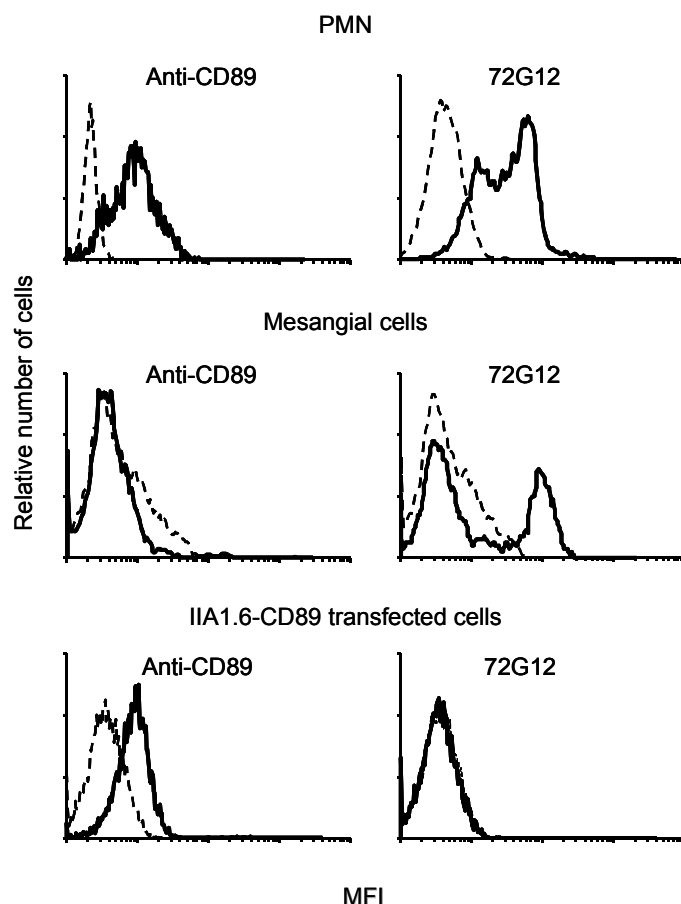 PMN
Anti-CD89
72G12
Relative number of cells
Mesangial cells
Anti-CD89
72G12
IIA1.6-CD89 transfected cells
Anti-CD89
72G12
MFI